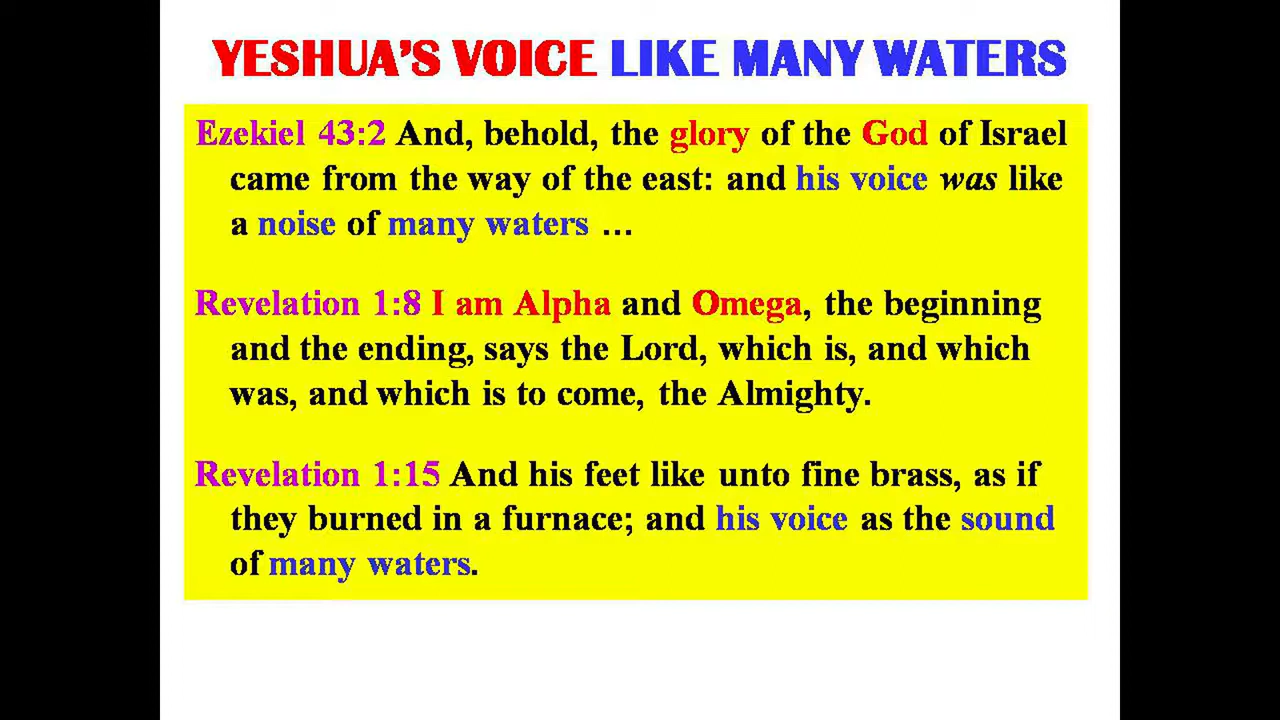 YESHUA'S VOICE LIKE MANY WATERS
Ezekiel 43:2 And, behold, the glory of the God of Israel
came from the way of the east: and his voice was like
a noise of many waters …
Revelation 1:8 I am Alpha and Omega, the beginning
and the ending, says the Lord, which is, and which
was, and which is to come, the Almighty.
Revelation 1:15 And his feet like unto fine brass, as if
they burned in a furnace; and his voice as the sound
of many waters.